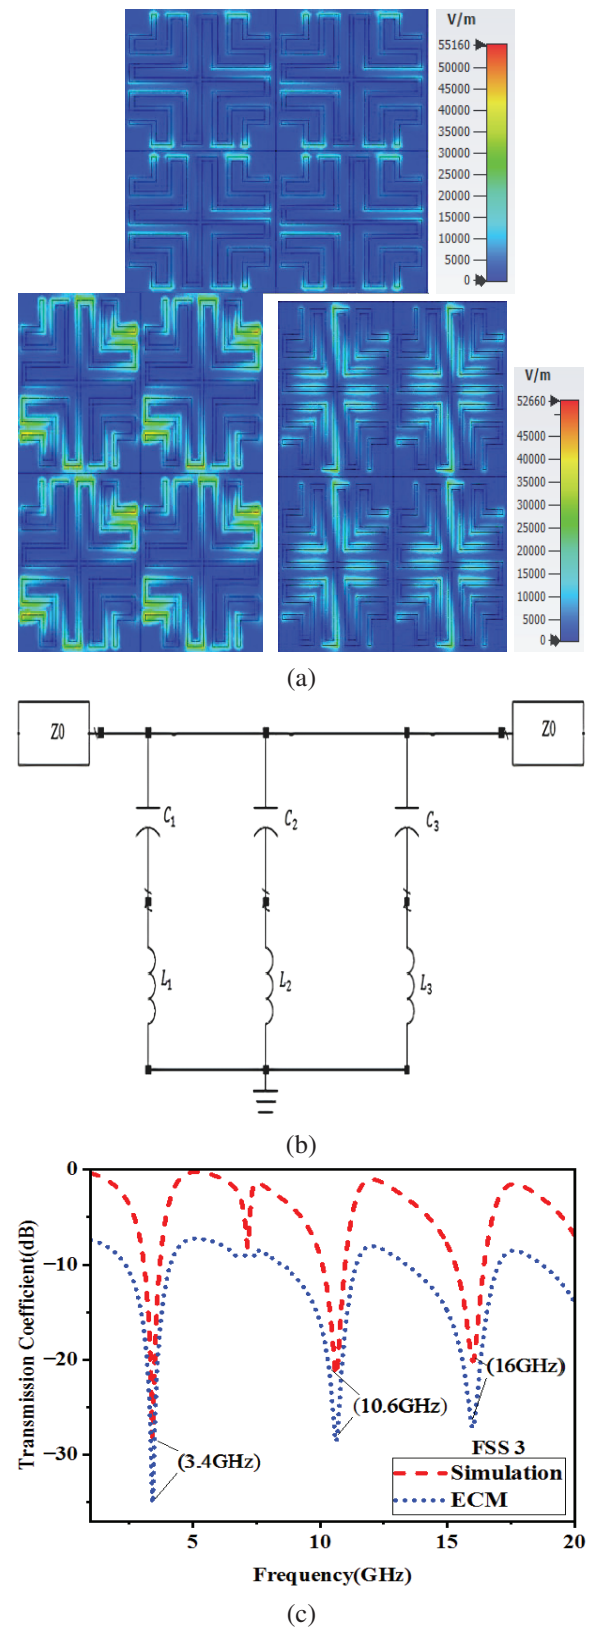 V/m
55160
50000
45000
40000
35000
30000
25000
20000
15000
10000
5000
0
V/m
52660
45000
40000
35000
30000
25000
20000
15000
10000
5000
0
(a)
Z0
Z0
C1
C2
C3
L1
L2
L3
(b)
0
−10
−20
−30
Transmission Coefficient(dB)
(3.4GHz)
(10.6GHz)
(16GHz)
FSS 3
Simulation
ECM
5
10
15
20
Frequency(GHz)
(c)